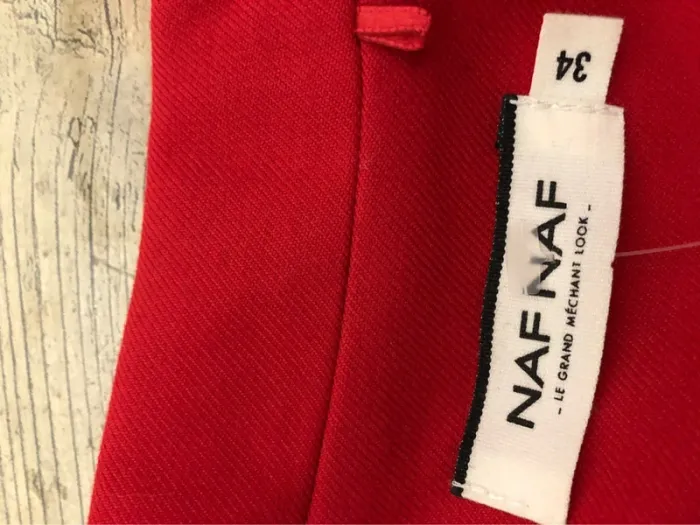 NAF NAF
- LE GRAND MÉCHANT LOOK -
34